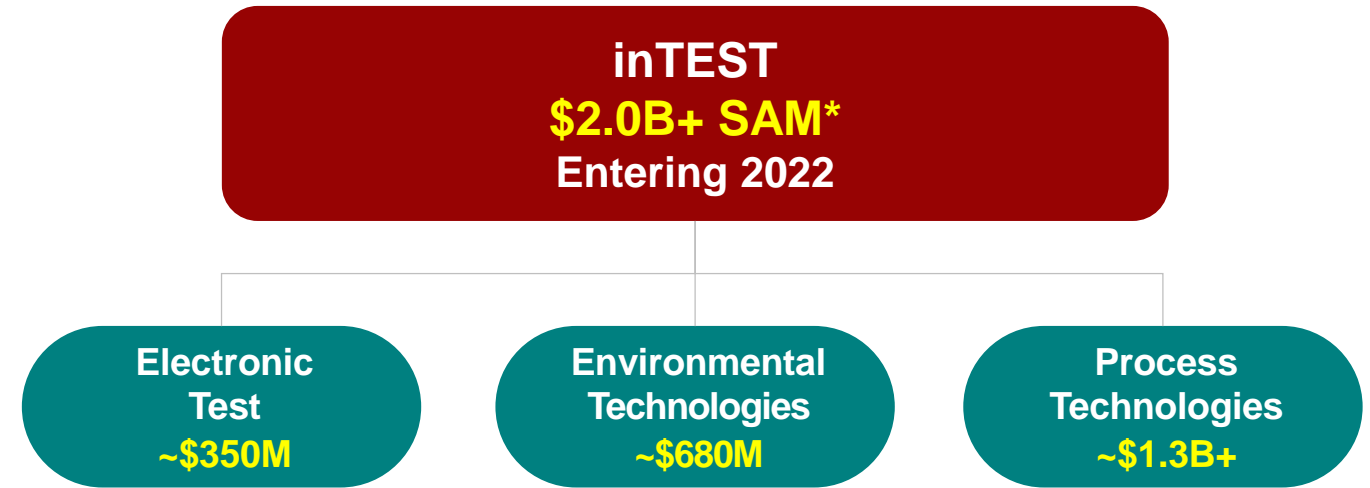 inTEST
$2.0B+ SAM*
Entering 2022
Electronic
Test
~$350M
Environmental
Technologies
~$680M
Process
Technologies
~$1.3B+